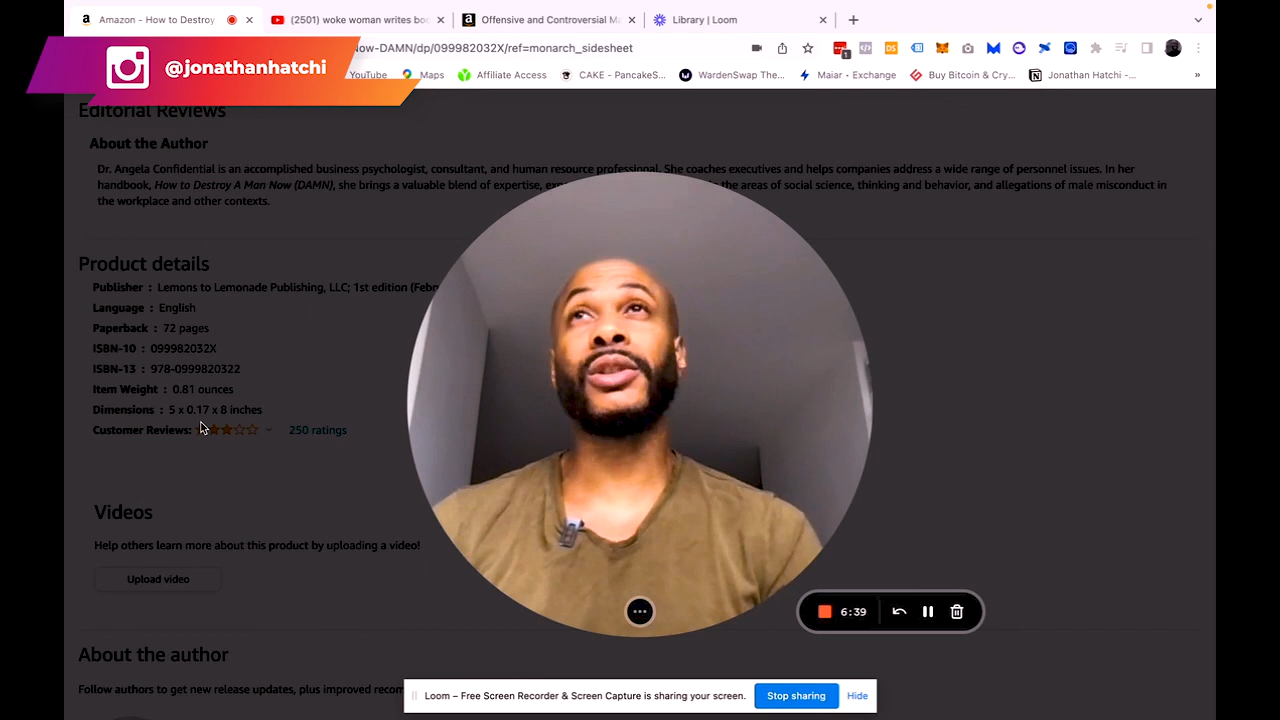 Amazon - How to Destroy
(2501) woke woman writes boo
Offensive and Controversial Ma
Library | Loom
@jonathanhatchi
ow-DAMN/dp/099982032X/ref=monarch_sidesheet
YouTube
Maps
Affiliate Access
CAKE - PancakeS...
WardenSwap The...
Maiar - Exchange
Buy Bitcoin & Cry...
Jonathan Hatchi -...
»
Editorial Reviews
About the Author
Dr. Angela Confidential is an accomplished business psychologist, consultant, and human resource professional. She coaches executives and helps companies address a wide range of personnel issues. In her
handbook, How to Destroy A Man Now (DAMN), she brings a valuable blend of expertise, the areas of social science, thinking and behavior, and allegations of male misconduct in
the workplace and other contexts.
Product details
Publisher : Lemons to Lemonade Publishing, LLC; 1st edition (Febr
Language : English
Paperback : 72 pages
ISBN-10 : 099982032X
ISBN-13 : 978-0999820322
Item Weight : 0.81 ounces
Dimensions : 5 x 0.17 x 8 inches
Customer Reviews: 250 ratings
Videos
Help others learn more about this product by uploading a video!
Upload video
6:39
About the author
Follow authors to get new release updates, plus improved recom
Loom – Free Screen Recorder & Screen Capture is sharing your screen.
Stop sharing
Hide